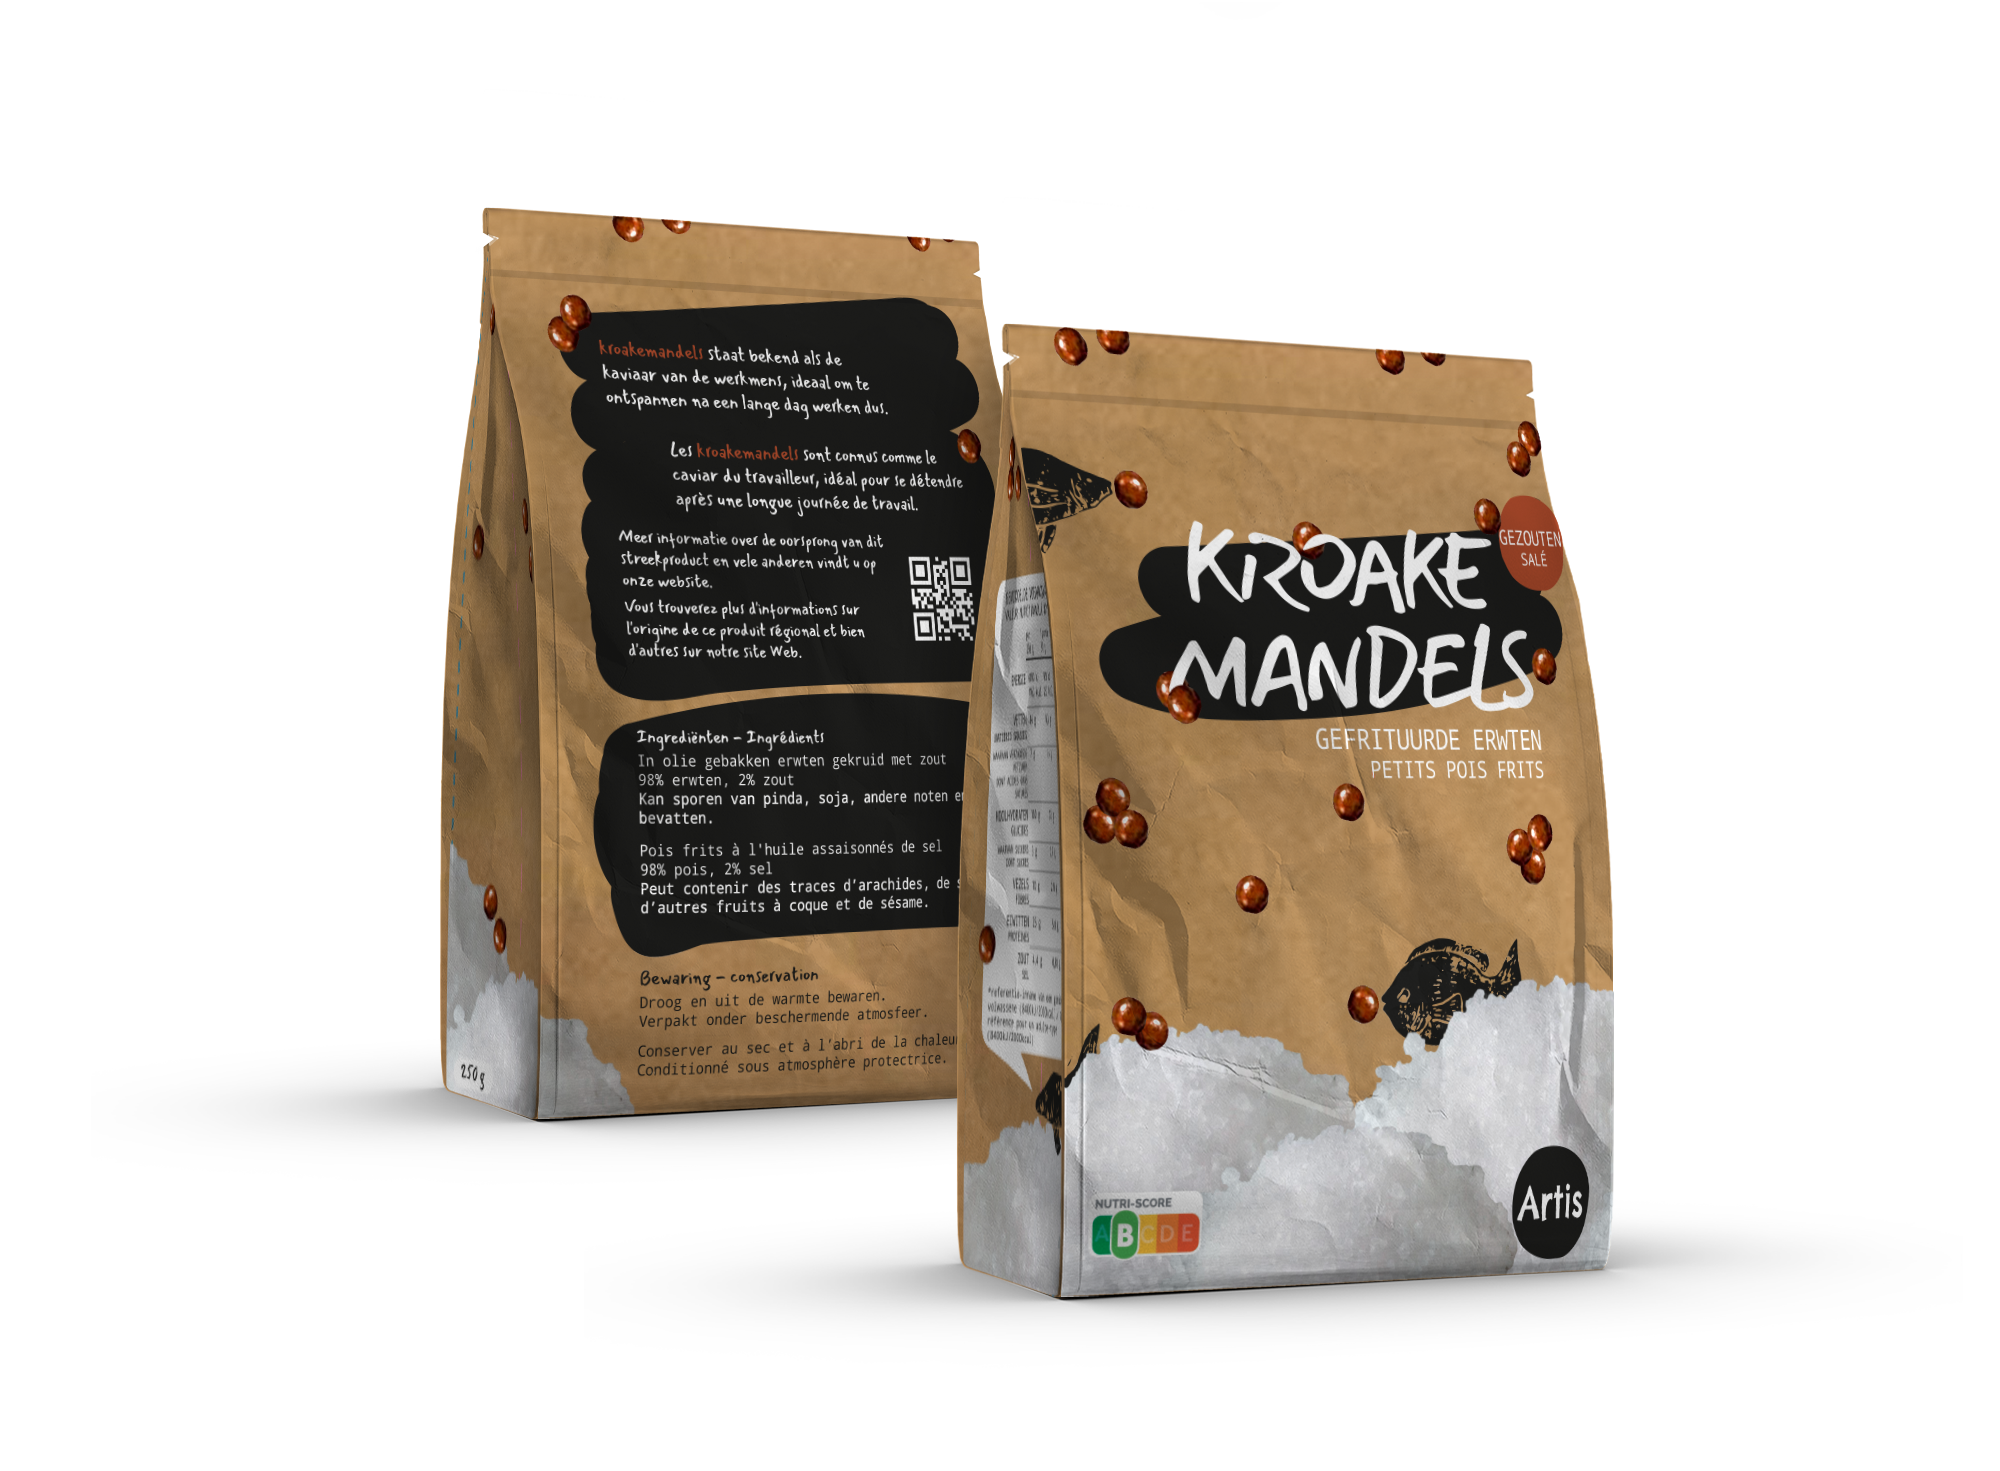 kroakemandels staat bekend als de
kaviaar van de werkmens, ideaal om te
ontspannen na een lange dag werken dus.
Les kroakemandels sont connus comme le
caviar du travailleur, idéal pour se détendre
après une longue journée de travail.
Meer informatie over de oorsprong van dit
streekproduct en vele anderen vindt u op
onze website.
Vous trouverez plus d'informations sur
l'origine de ce produit régional et bien
d'autres sur notre site Web.
Ingrediënten – Ingrédients
In olie gebakken erwten gekruid met zout
98% erwten, 2% zout
Kan sporen van pinda, soja, andere noten
bevatten.
Pois frits à l'huile assaisonnés de sel
98% pois, 2% sel
Peut contenir des traces d'arachides, de
d'autres fruits à coque et de sésame.
Bewaring – conservation
Droog en uit de warmte bewaren.
Verpakt onder beschermende atmosfeer.
Conserver au sec et à l'abri de la
Conditionné sous atmosphère protectrice.
250g
GEZOUTEN
SALÉ
KROAKE
MANDELS
GEFRITUURDE ERWTEN
PETITS POIS FRITS
VEZELS
FIBRES
ZOUT
SEL
NUTRI-SCORE
A B C D E
Artis